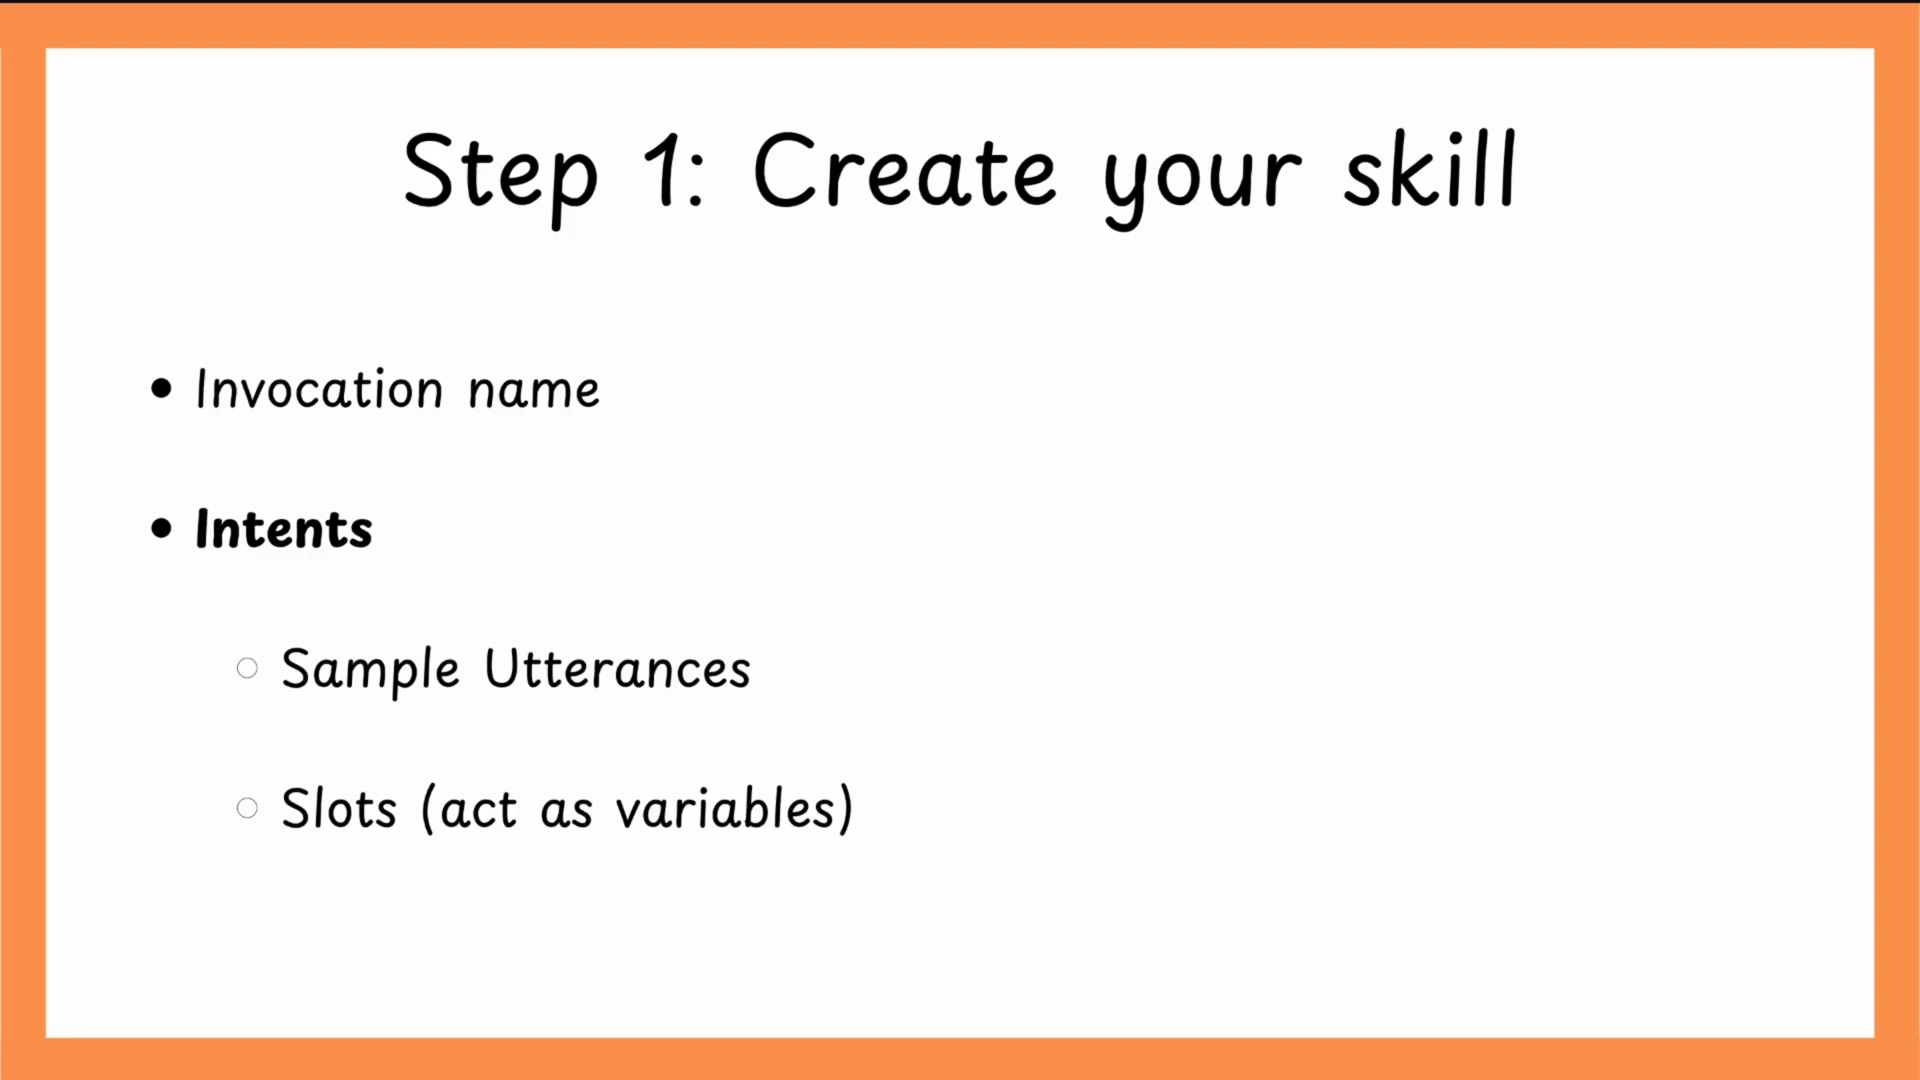 Step 1: Create your skill
• Invocation name
• Intents
○ Sample Utterances
○ Slots (act as variables)